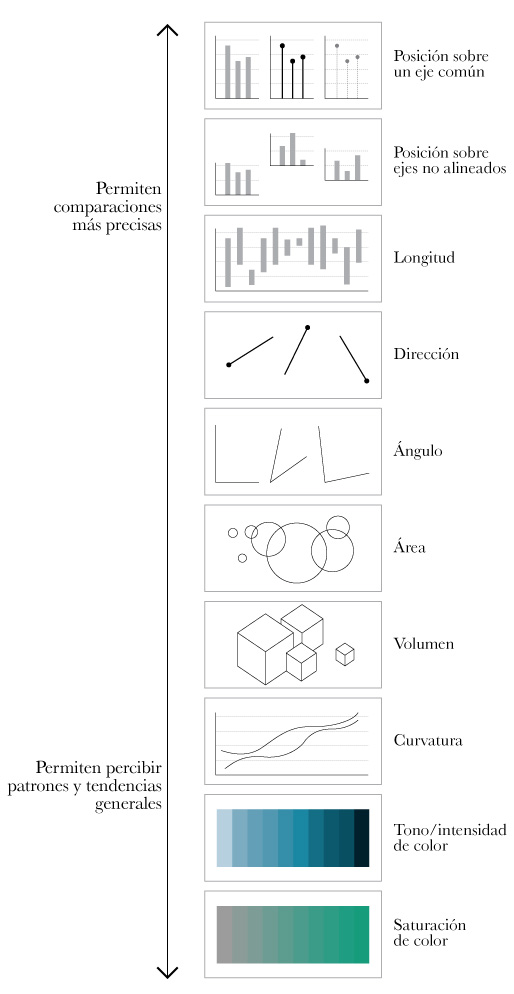 Posición sobre
un eje común
Posición sobre
ejes no alineados
Permiten
comparaciones
más precisas
Longitud
Dirección
Ángulo
Área
Volumen
Curvatura
Permiten percibir
patrones y tendencias
generales
Tono/intensidad
de color
Saturación
de color